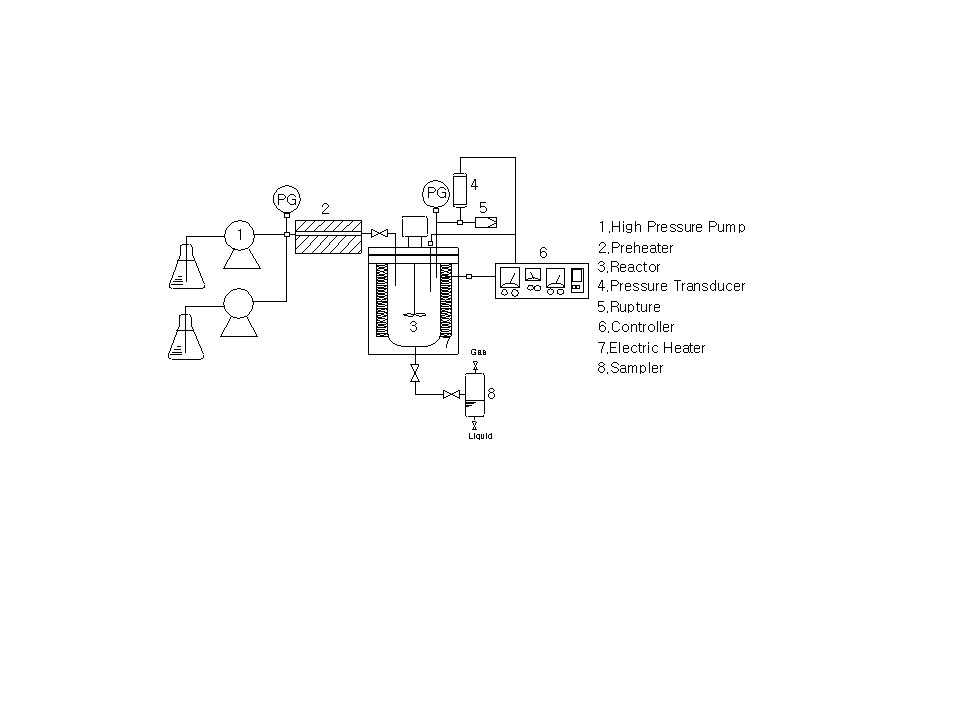 PG
PG
4
2
5
1
6
3
7
Gas
8
Liquid
1,High Pressure Pump
2,Preheater
3,Reactor
4,Pressure Transducer
5,Rupture
6,Controller
7,Electric Heater
8,Sampler